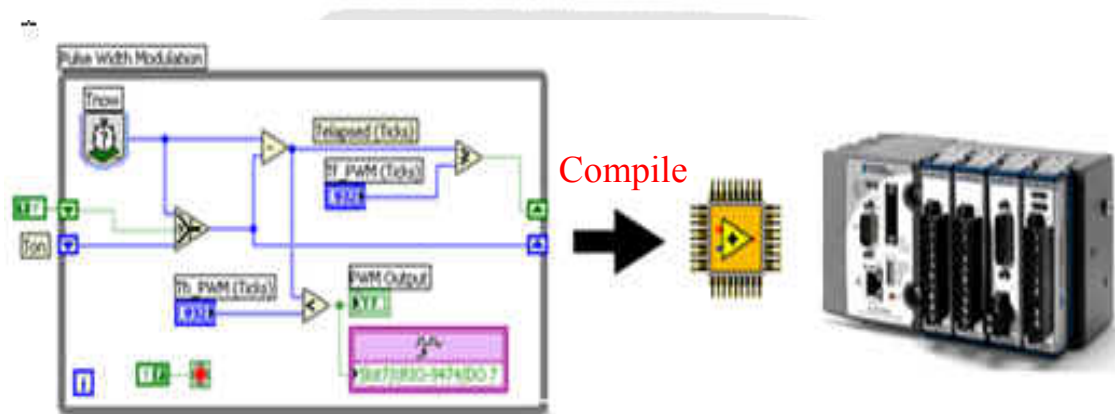 Pulse Width Modulation
Tnow
Telapsed (Ticks)
Tf_PWM (Ticks)
Compile
Ton
Th_PWM (Ticks)
PWM Output